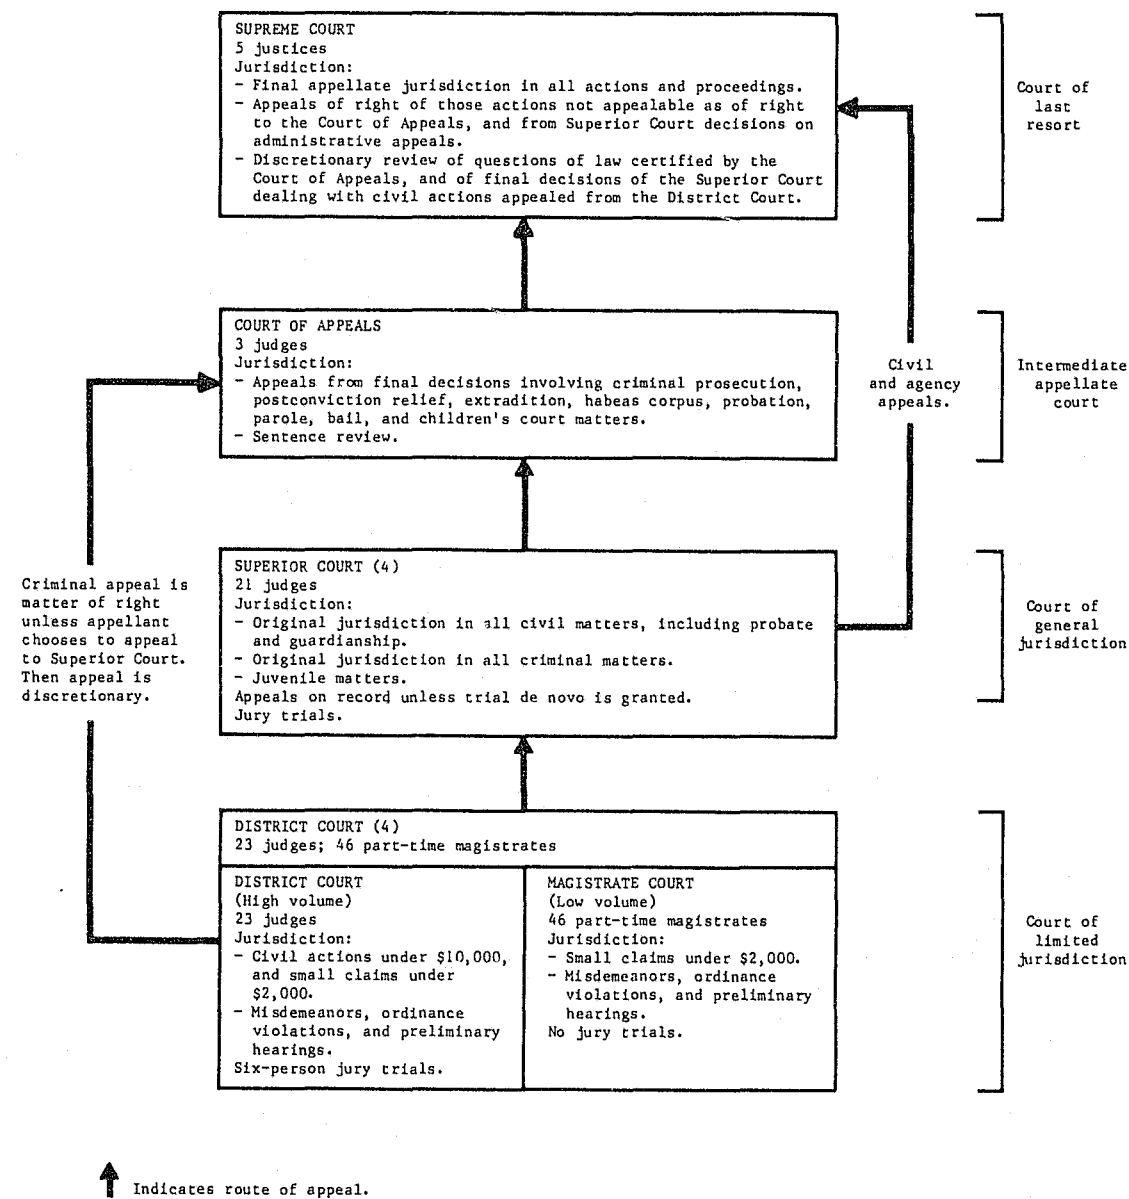 SUPREME COURT
5 justices
Jurisdiction:
- Final appellate jurisdiction in all actions and proceedings.
- Appeals of right of those actions not appealable as of right
to the Court of Appeals, and from Superior Court decisions on
administrative appeals.
- Discretionary review of questions of law certified by the
Court of Appeals, and of final decisions of the Superior Court
dealing with civil actions appealed from the District Court.
Court of
last
resort
COURT OF APPEALS
3 judges
Jurisdiction:
- Appeals from final decisions involving criminal prosecution,
postconviction relief, extradition, habeas corpus, probation,
parole, bail, and children's court matters.
- Sentence review.
Civil
and agency
appeals.
Intermediate
appellate
court
Criminal appeal is
matter of right
unless appellant
chooses to appeal
to Superior Court.
Then appeal is
discretionary.
SUPERIOR COURT (4)
21 judges
Jurisdiction:
- Original jurisdiction in all civil matters, including probate
and guardianship.
- Original jurisdiction in all criminal matters.
- Juvenile matters.
Appeals on record unless trial de novo is granted.
Jury trials.
Court of
general
jurisdiction
DISTRICT COURT (4)
23 judges; 46 part-time magistrates
DISTRICT COURT
(High volume)
23 judges
Jurisdiction:
- Civil actions under $10,000,
and small claims under
$2,000.
- Misdemeanors, ordinance
violations, and preliminary
hearings.
Six-person jury trials.
MAGISTRATE COURT
(Low volume)
46 part-time magistrates
Jurisdiction:
- Small claims under $2,000.
- Misdemeanors, ordinance
violations, and preliminary
hearings.
No jury trials.
Court of
limited
jurisdiction
Indicates route of appeal.